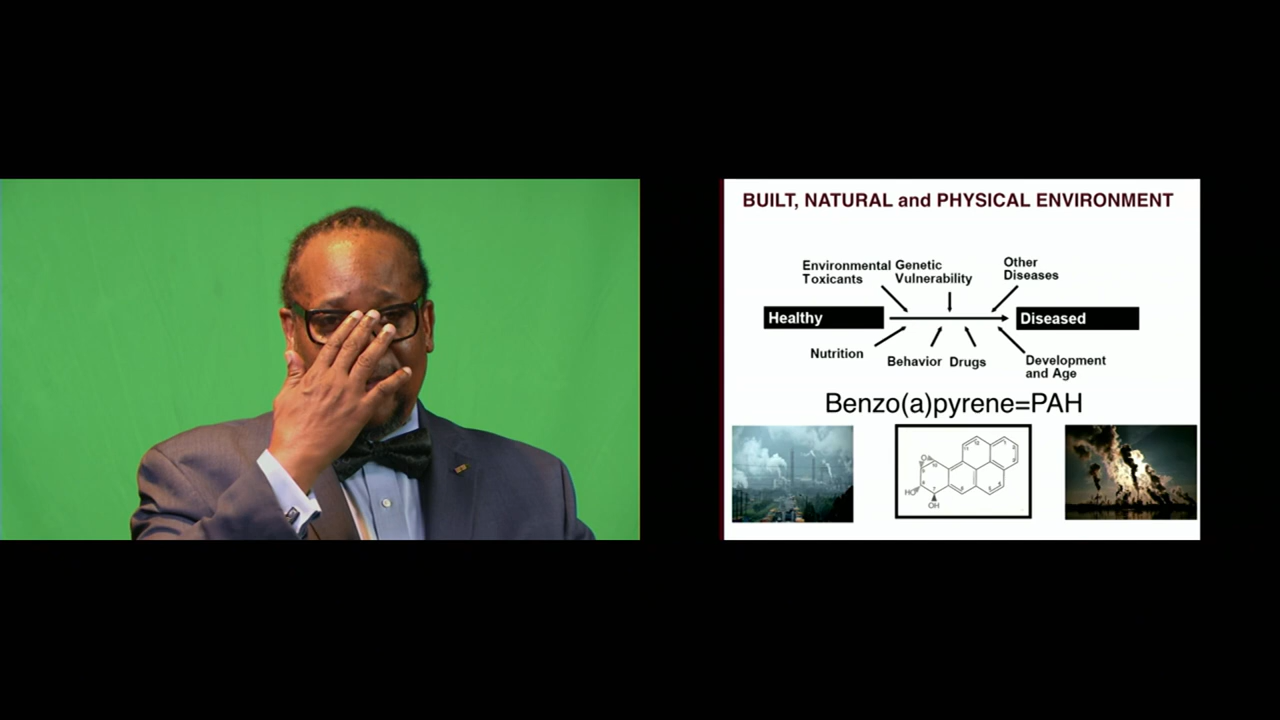 BUILT, NATURAL and PHYSICAL ENVIRONMENT
Environmental
Toxicants
Genetic
Vulnerability
Other
Diseases
Healthy
Diseased
Nutrition
Behavior
Drugs
Development
and Age
Benzo(a)pyrene=PAH
O
HO
OH